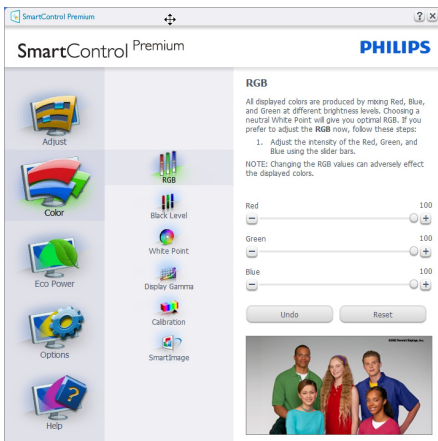 SmartControl Premium
SmartControl Premium
PHILIPS
Adjust
Color
Eco Power
Options
Help
RGB
Black Level
White Point
Display Gamma
Calibration
SmartImage
RGB
All displayed colors are produced by mixing Red, Blue,
and Green at different brightness levels. Choosing a
neutral White Point will give you optimal RGB. If you
prefer to adjust the RGB now, follow these steps:
1. Adjust the intensity of the Red, Green, and
Blue using the slider bars.
NOTE: Changing the RGB values can adversely effect
the displayed colors.
Red 100
Green 100
Blue 100
Undo Reset